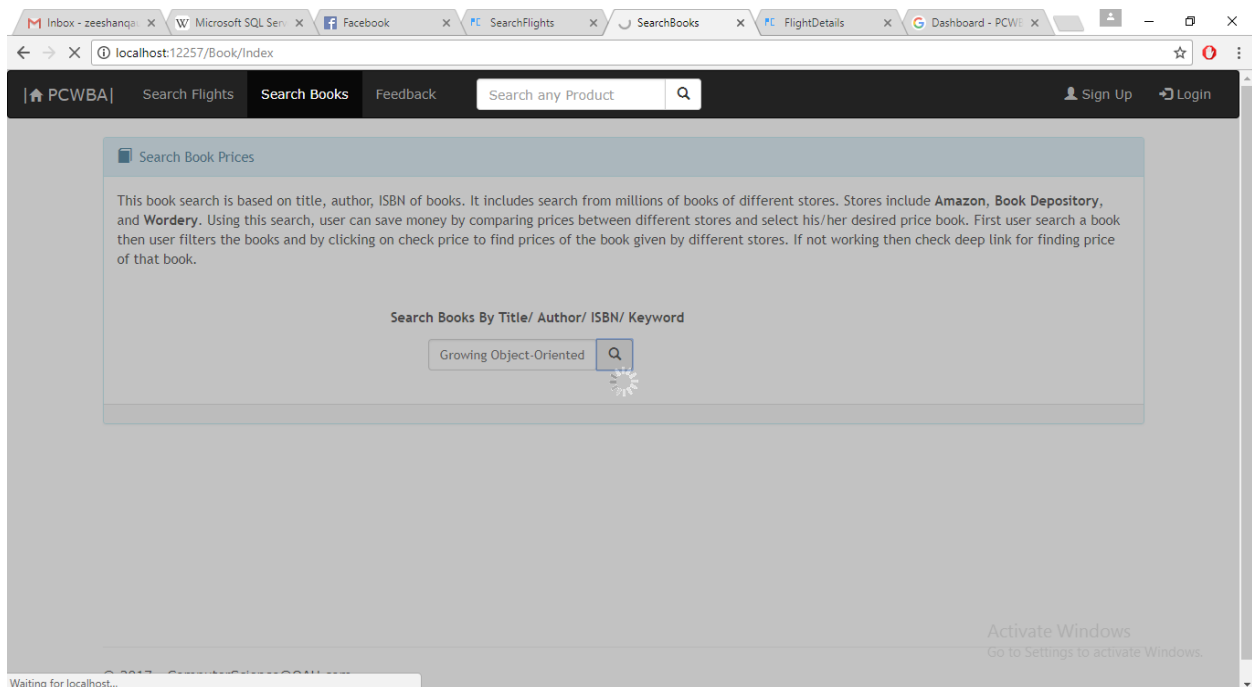 Inbox - zeeshanqa
Microsoft SQL Serv
Facebook
SearchFlights
SearchBooks
FlightDetails
Dashboard - PCWB
localhost:12257/Book/Index
|PCWBA|
Search Flights
Search Books
Feedback
Search any Product
Sign Up
Login
Search Book Prices
This book search is based on title, author, ISBN of books. It includes search from millions of books of different stores. Stores include Amazon, Book Depository,
and Wordery. Using this search, user can save money by comparing prices between different stores and select his/her desired price book. First user search a book
then user filters the books and by clicking on check price to find prices of the book given by different stores. If not working then check deep link for finding price
of that book.
Search Books By Title/ Author/ ISBN/ Keyword
Growing Object-Oriented
Activate Windows
Go to Settings to activate Windows.
© 2017 - ComputerScience@QAU.com
Waiting for localhost...